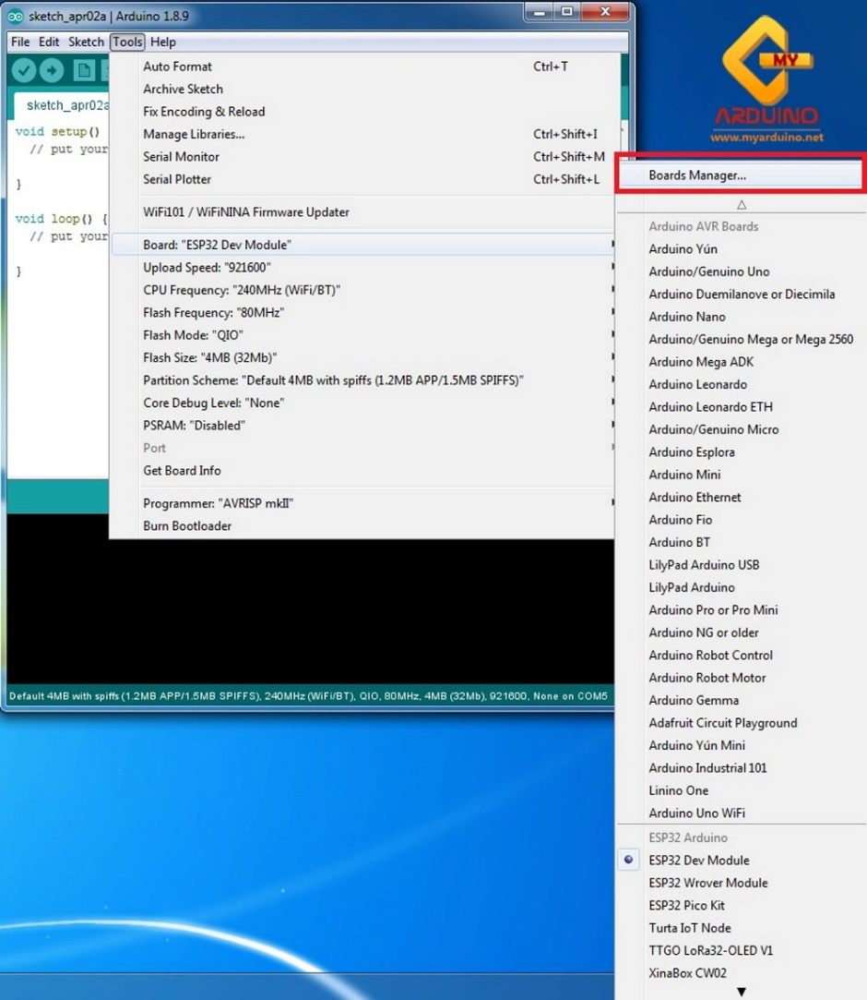 sketch_apr02a | Arduino 1.8.9
File Edit Sketch Tools Help
sketch_apr02a
void setup()
// put your
}
void loop() {
// put your
}
Auto Format Ctrl+T
Archive Sketch
Fix Encoding & Reload
Manage Libraries... Ctrl+Shift+I
Serial Monitor Ctrl+Shift+M
Serial Plotter Ctrl+Shift+L
WiFi101 / WiFiNINA Firmware Updater
Board: "ESP32 Dev Module"
Upload Speed: "921600"
CPU Frequency: "240MHz (WiFi/BT)"
Flash Frequency: "80MHz"
Flash Mode: "QIO"
Flash Size: "4MB (32Mb)"
Partition Scheme: "Default 4MB with spiffs (1.2MB APP/1.5MB SPIFFS)"
Core Debug Level: "None"
PSRAM: "Disabled"
Port
Get Board Info
Programmer: "AVRISP mkII"
Burn Bootloader
Default 4MB with spiffs (1.2MB APP/1.5MB SPIFFS), 240MHz (WiFi/BT), QIO, 80MHz, 4MB (32Mb), 921600, None on COM5
MY
ARDUINO
www.myarduino.net
Boards Manager...
Arduino AVR Boards
Arduino Yún
Arduino/Genuino Uno
Arduino Duemilanove or Diecimila
Arduino Nano
Arduino/Genuino Mega or Mega 2560
Arduino Mega ADK
Arduino Leonardo
Arduino Leonardo ETH
Arduino/Genuino Micro
Arduino Esplora
Arduino Mini
Arduino Ethernet
Arduino Fio
Arduino BT
LilyPad Arduino USB
LilyPad Arduino
Arduino Pro or Pro Mini
Arduino NG or older
Arduino Robot Control
Arduino Robot Motor
Arduino Gemma
Adafruit Circuit Playground
Arduino Yún Mini
Arduino Industrial 101
Linino One
Arduino Uno WiFi
ESP32 Arduino
ESP32 Dev Module
ESP32 Wrover Module
ESP32 Pico Kit
Turta IoT Node
TTGO LoRa32-OLED V1
XinaBox CW02